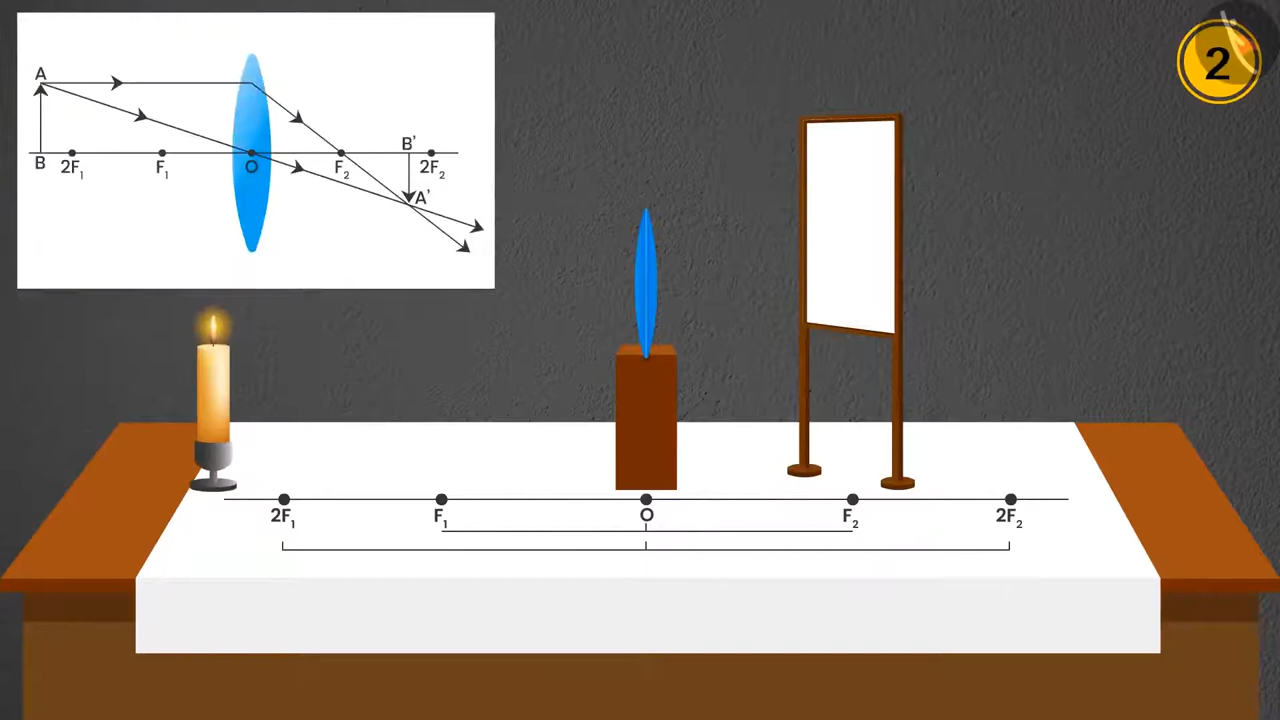 2
A
B 2F₁ F₁ O F₂ B' 2F₂
A'
2F₁ F₁ O F₂ 2F₂